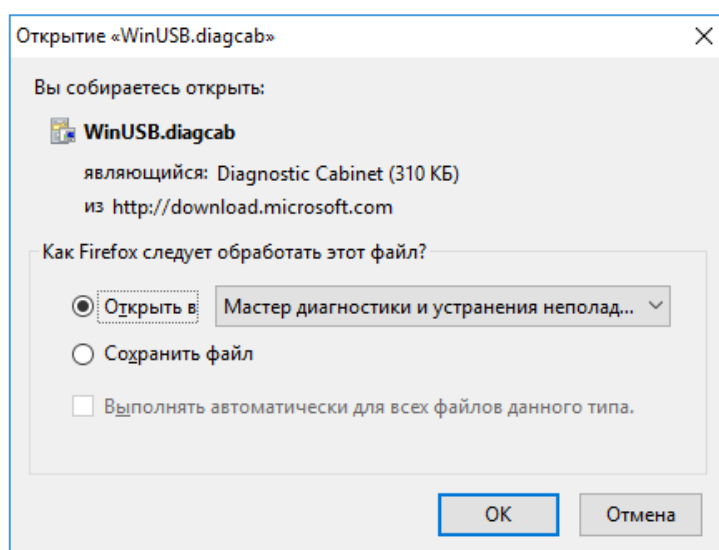 Открытие «WinUSB.diagcab»
Вы собираетесь открыть:
WinUSB.diagcab
являющийся: Diagnostic Cabinet (310 КБ)
из http://download.microsoft.com
Как Firefox следует обработать этот файл?
Открыть в Мастер диагностики и устранения неполад...
Сохранить файл
Выполнять автоматически для всех файлов данного типа.
ОК Отмена